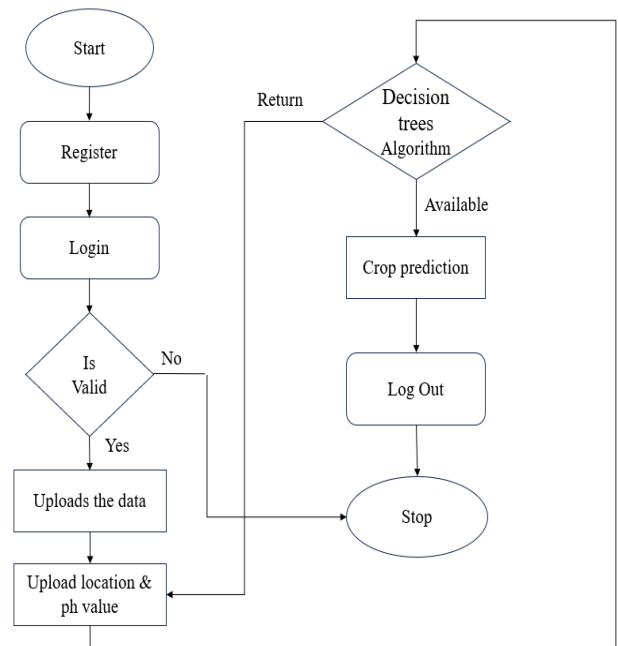 Start
Register
Login
Is
Valid
No
Yes
Uploads the data
Upload location &
ph value
Return
Decision
trees
Algorithm
Available
Crop prediction
Log Out
Stop